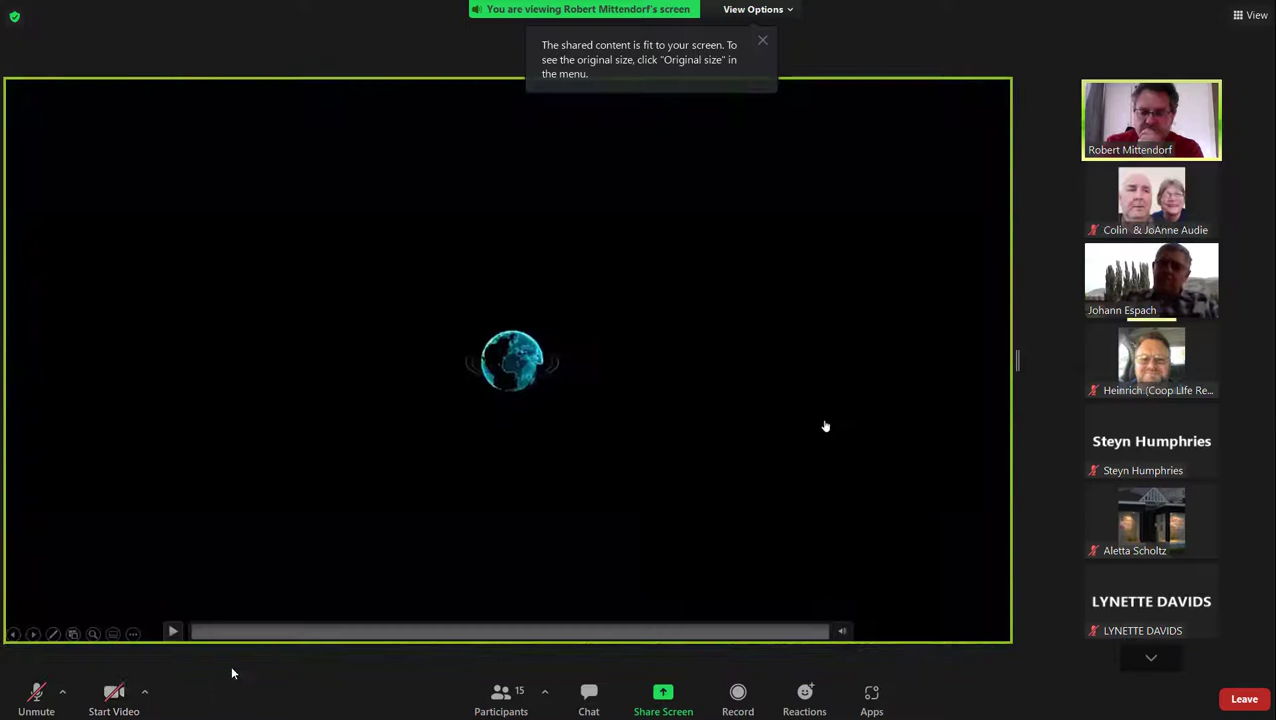 You are viewing Robert Mittendorf's screen
View Options
View
The shared content is fit to your screen. To
see the original size, click "Original size" in
the menu.
Robert Mittendorf
Colin & JoAnne Audie
Johann Espach
Heinrich (Coop LIfe Re...
Steyn Humphries
Steyn Humphries
Aletta Scholtz
LYNETTE DAVIDS
LYNETTE DAVIDS
15
Unmute
Start Video
Participants
Chat
Share Screen
Record
Reactions
Apps
Leave